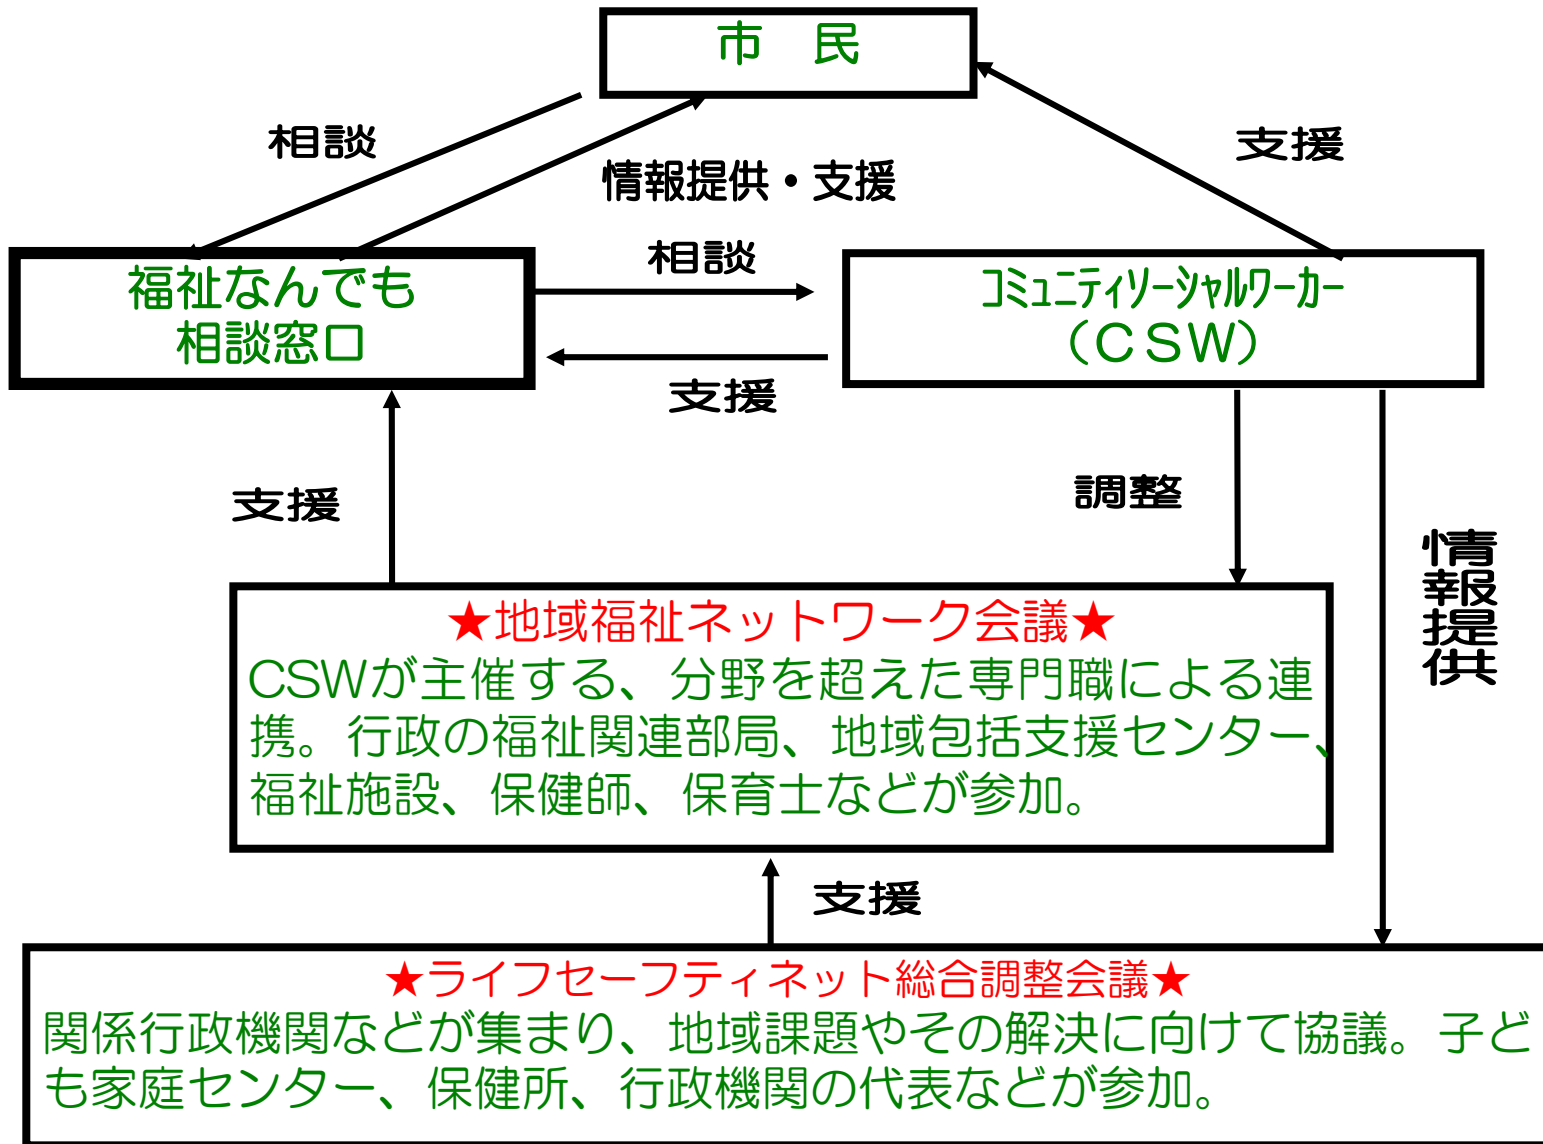 市　民
相談
支援
情報提供・支援
相談
福祉なんでも
相談窓口
ｺﾐｭﾆﾃｨｿｰｼｬﾙﾜｰｶｰ
（ＣＳＷ）
支援
支援
調整
情報提供
★地域福祉ネットワーク会議★
CSWが主催する、分野を超えた専門職による連
携。行政の福祉関連部局、地域包括支援センター、
福祉施設、保健師、保育士などが参加。
支援
★ライフセーフティネット総合調整会議★
関係行政機関などが集まり、地域課題やその解決に向けて協議。子ど
も家庭センター、保健所、行政機関の代表などが参加。